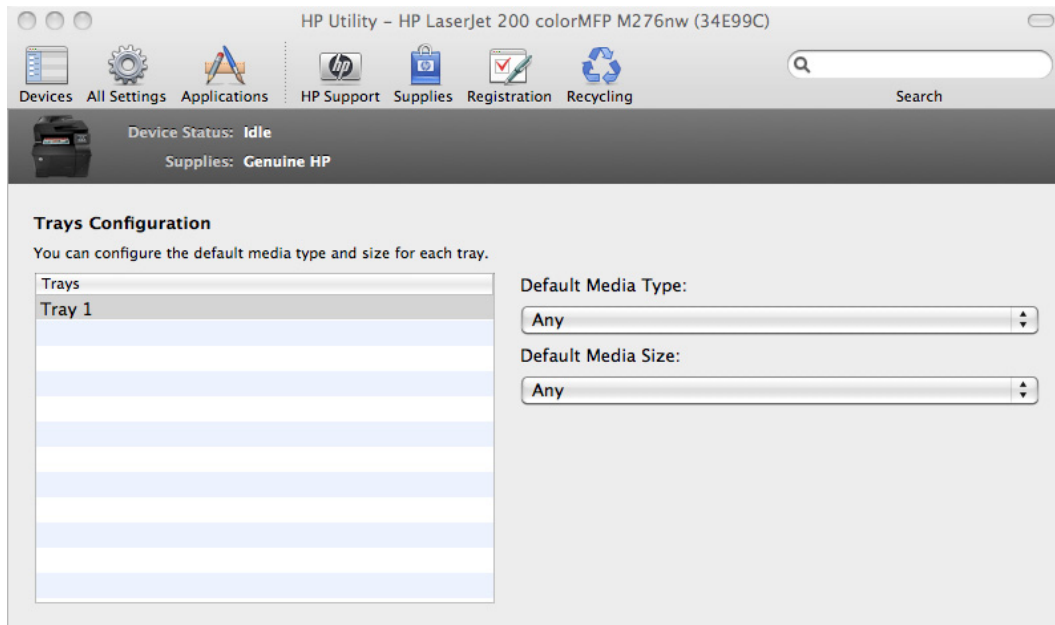 HP Utility – HP LaserJet 200 colorMFP M276nw (34E99C)
Devices All Settings Applications HP Support Supplies Registration Recycling Search
Device Status: Idle
Supplies: Genuine HP
Trays Configuration
You can configure the default media type and size for each tray.
Trays
Tray 1
Default Media Type:
Any
Default Media Size:
Any